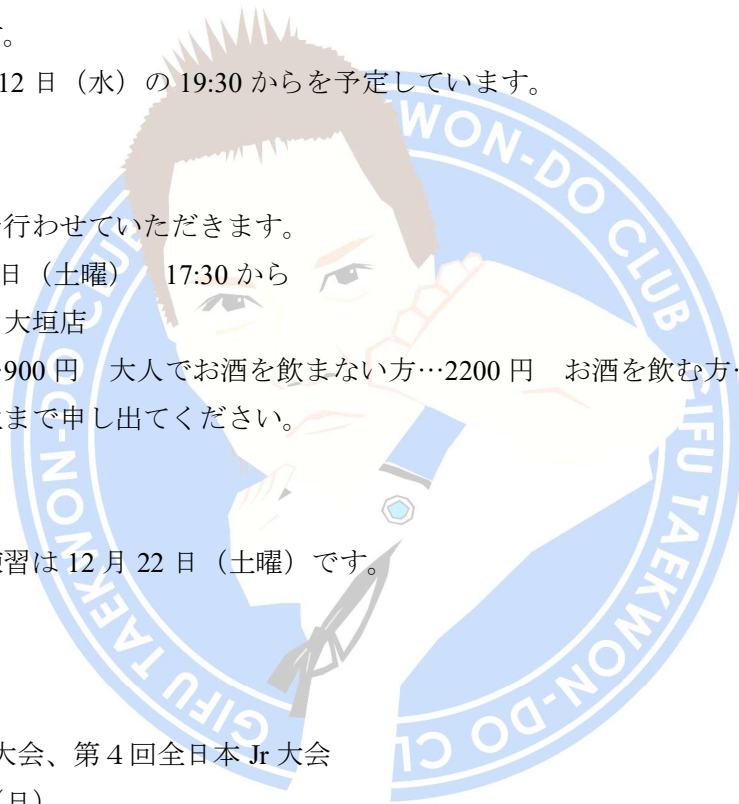 す。
12 日（水）の 19:30 からを予定しています。
行わせていただきます。
日（土曜） 17:30 から
大垣店
900 円 大人でお酒を飲まない方…2200 円 お酒を飲む方…
まで申し出てください。
習は 12 月 22 日（土曜）です。
大会、第４回全日本 Jr 大会
（日）
GIFU TAEKWON-DO CLUB
GIFU TAEKWON-DO CLUB